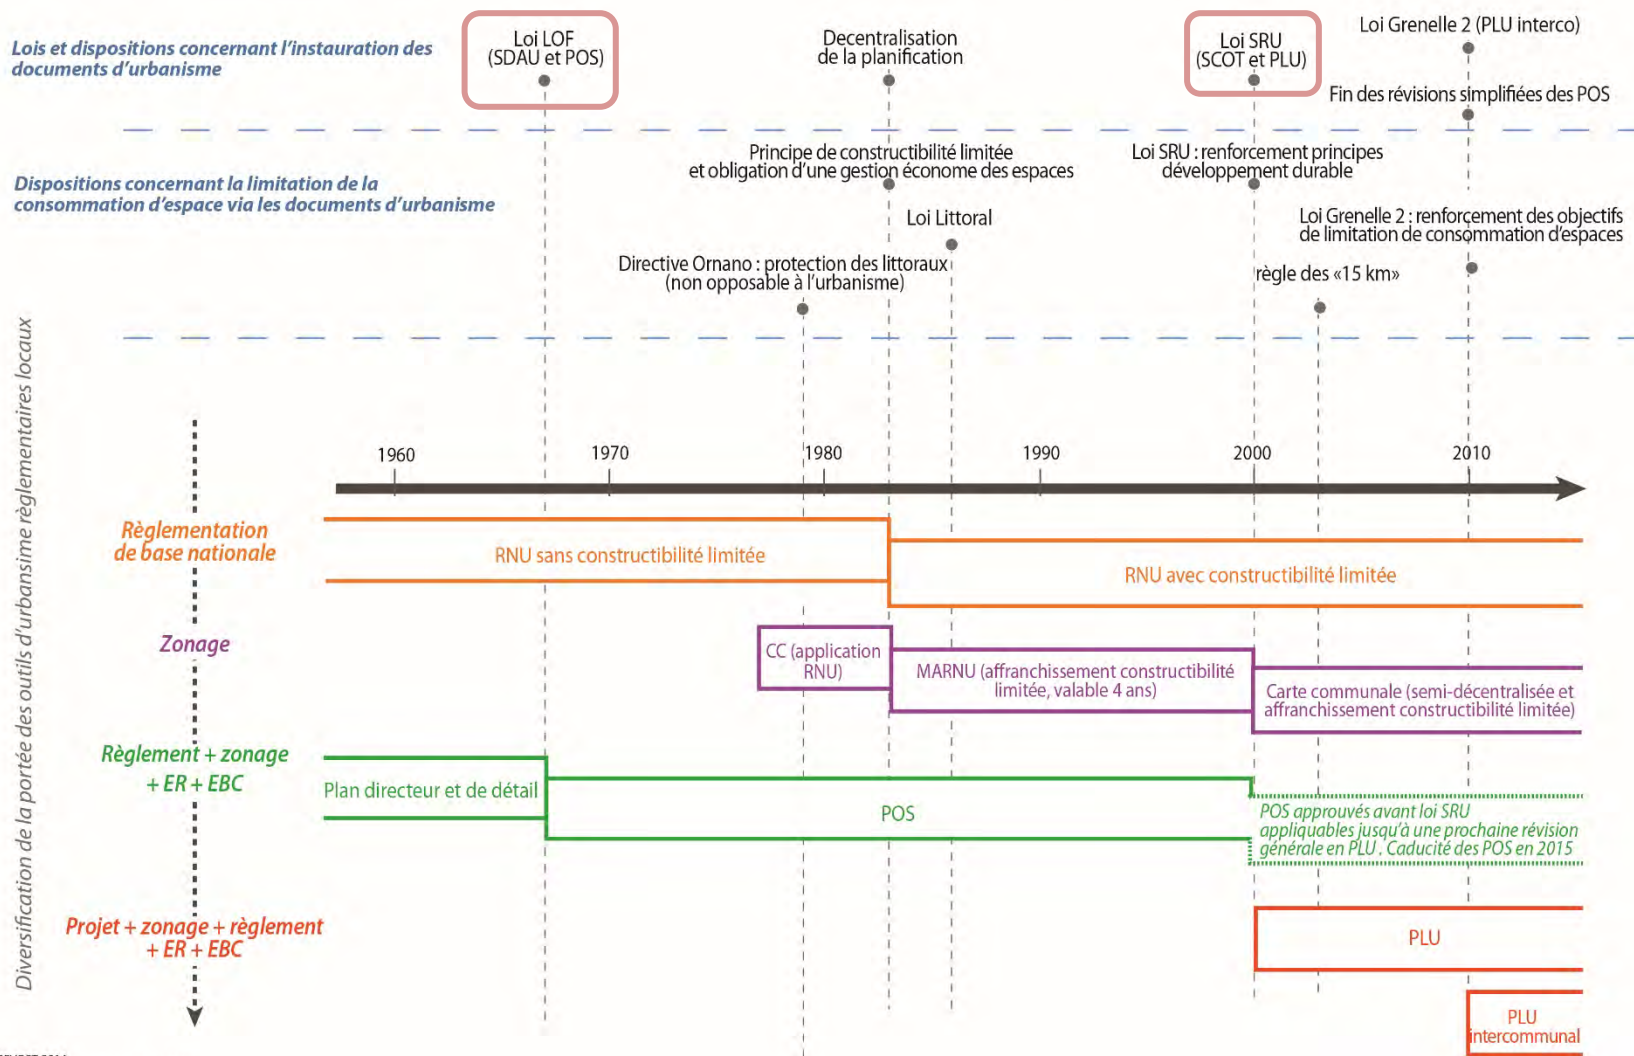 Lois et dispositions concernant l'instauration des
documents d'urbanisme
Loi LOF
(SDAU et POS)
Decentralisation
de la planification
Loi SRU
(SCOT et PLU)
Loi Grenelle 2 (PLU interco)
Fin des révisions simplifiées des POS
Dispositions concernant la limitation de la
consommation d'espace via les documents d'urbanisme
Principe de constructibilité limitée
et obligation d'une gestion économe des espaces
Loi SRU : renforcement principes
développement durable
Loi Littoral
Loi Grenelle 2 : renforcement des objectifs
de limitation de consommation d'espaces
Directive Ornano : protection des littoraux
(non opposable à l'urbanisme)
règle des «15 km»
Diversification de la portée des outils d'urbansime règlementaires locaux
1960
1970
1980
1990
2000
2010
Règlementation
de base nationale
RNU sans constructibilité limitée
RNU avec constructibilité limitée
Zonage
CC (application
RNU)
MARNU (affranchissement constructibilité
limitée, valable 4 ans)
Carte communale (semi-décentralisée et
affranchissement constructibilité limitée)
Règlement + zonage
+ ER + EBC
Plan directeur et de détail
POS
POS approuvés avant loi SRU
appliquables jusqu'à une prochaine révision
générale en PLU . Caducité des POS en 2015
Projet + zonage + règlement
+ ER + EBC
PLU
PLU
intercommunal